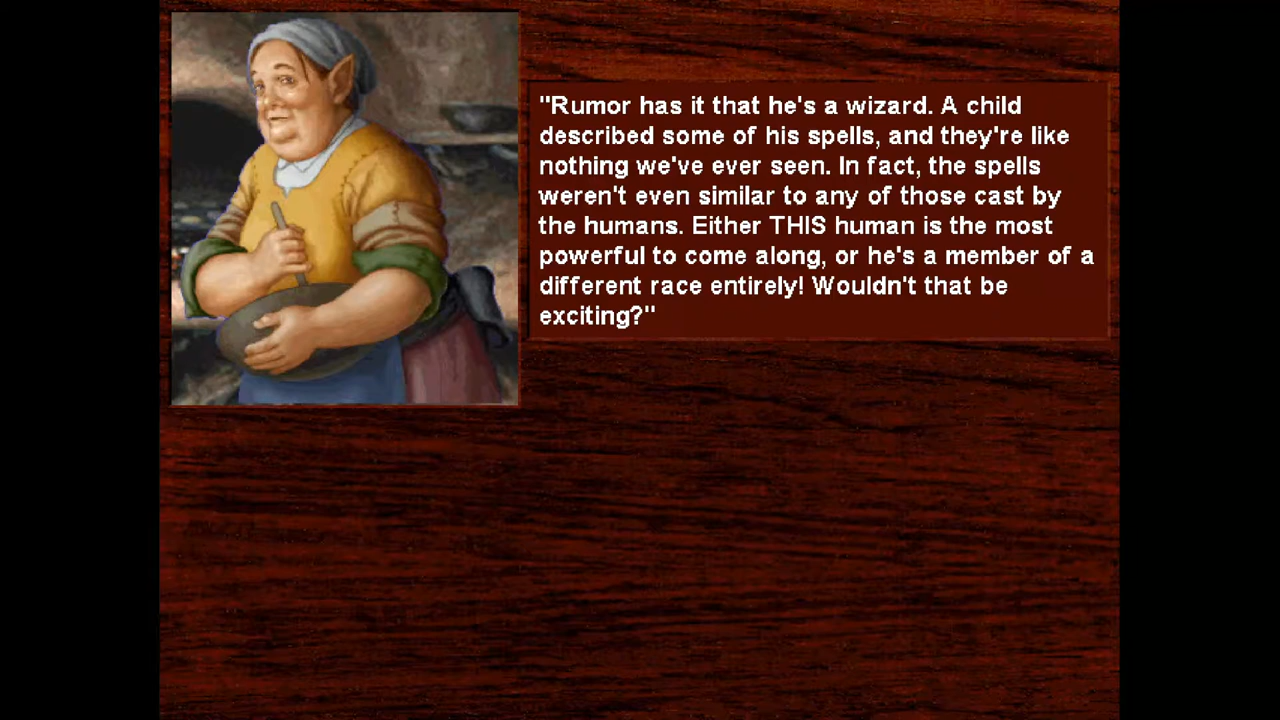 "Rumor has it that he's a wizard. A child
described some of his spells, and they're like
nothing we've ever seen. In fact, the spells
weren't even similar to any of those cast by
the humans. Either THIS human is the most
powerful to come along, or he's a member of a
different race entirely! Wouldn't that be
exciting?"